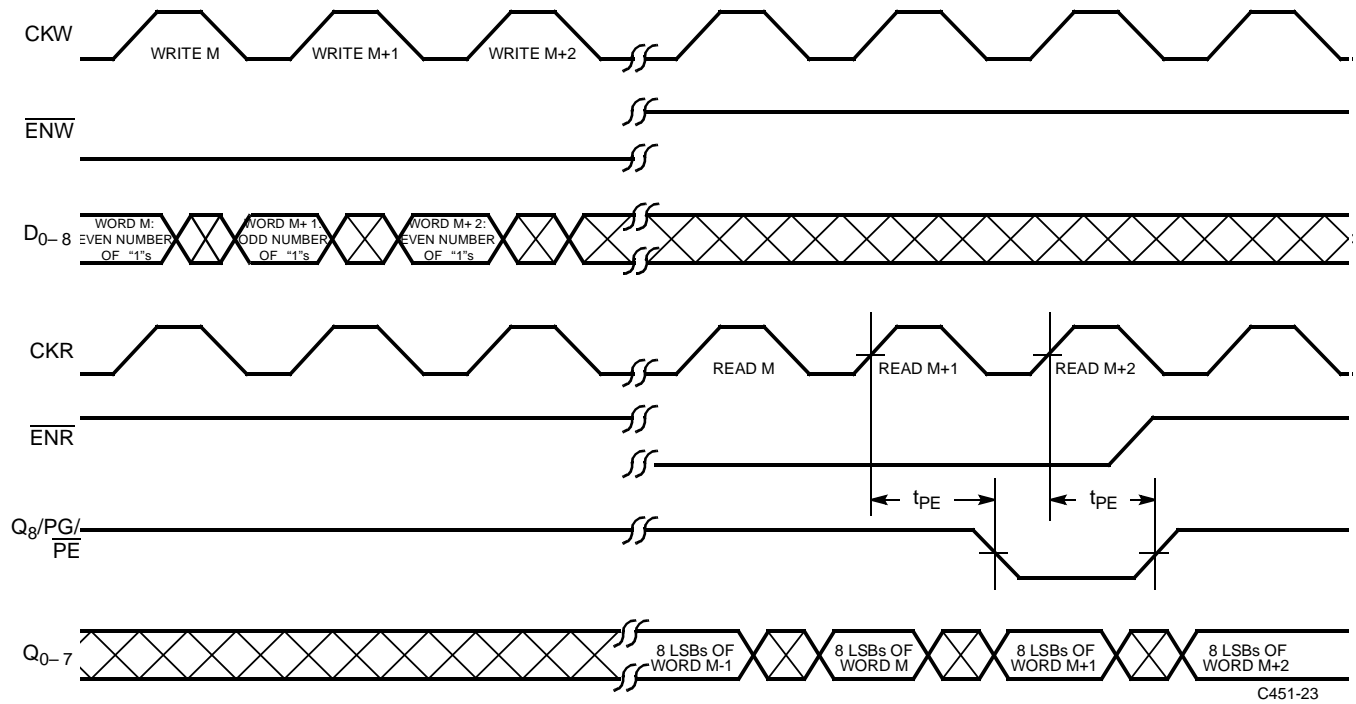 CKW
WRITE M WRITE M+1 WRITE M+2
ENW
D0–8
WORD M: EVEN NUMBER OF "1"s
WORD M+ 1: ODD NUMBER OF "1"s
WORD M+ 2: EVEN NUMBER OF "1"s
CKR
READ M READ M+1 READ M+2
ENR
tPE tPE
Q8/PG/
PE
Q0–7
8 LSBs OF WORD M-1
8 LSBs OF WORD M
8 LSBs OF WORD M+1
8 LSBs OF WORD M+2
C451-23